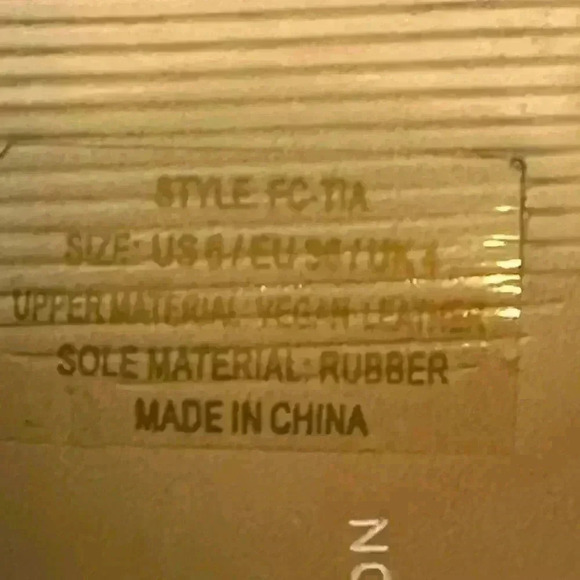 STYLE: FC-TIA
SIZE: US 6 / EU 36 / UK 4
UPPER MATERIAL: VEGAN LEATHER
SOLE MATERIAL: RUBBER
MADE IN CHINA
NO